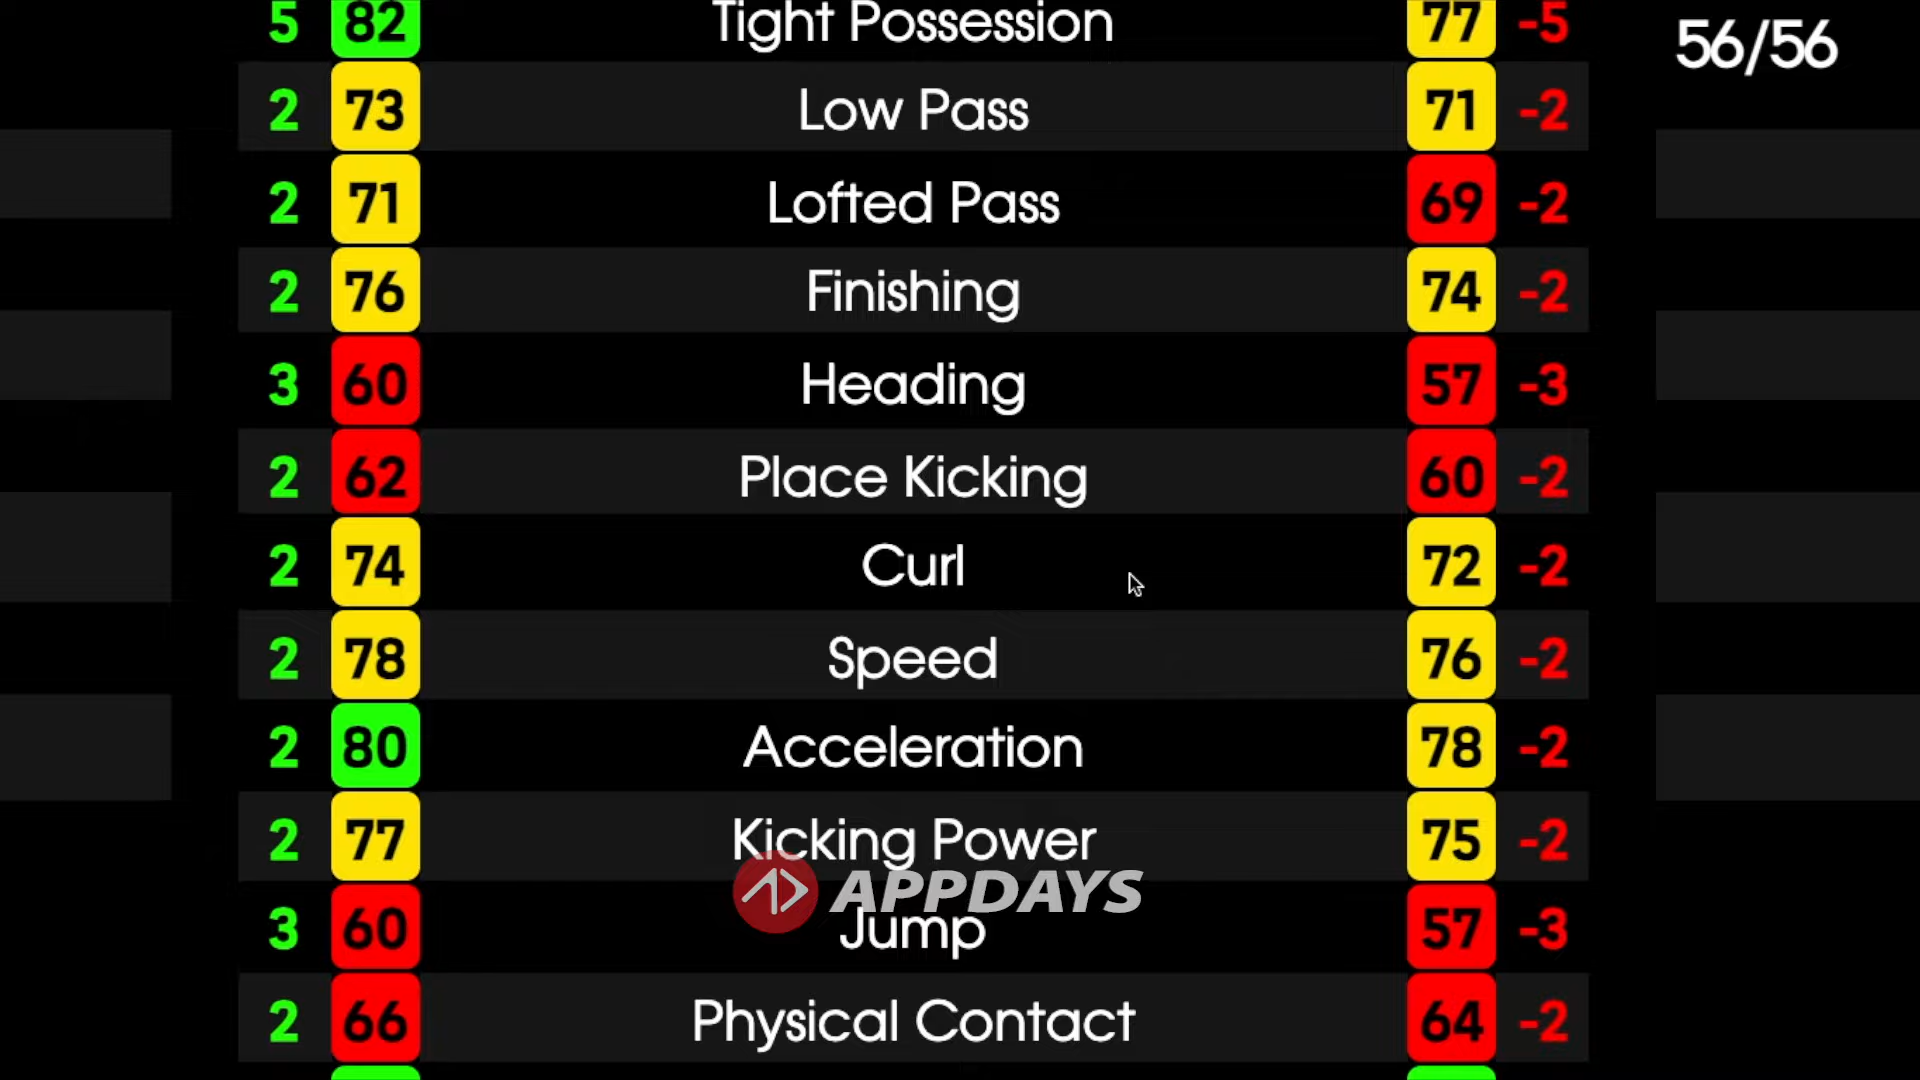 5 82 Tight Possession 77 -5
56/56
2 73 Low Pass 71 -2
2 71 Lofted Pass 69 -2
2 76 Finishing 74 -2
3 60 Heading 57 -3
2 62 Place Kicking 60 -2
2 74 Curl 72 -2
2 78 Speed 76 -2
2 80 Acceleration 78 -2
2 77 Kicking Power 75 -2
APPDAYS
3 60 Jump 57 -3
2 66 Physical Contact 64 -2